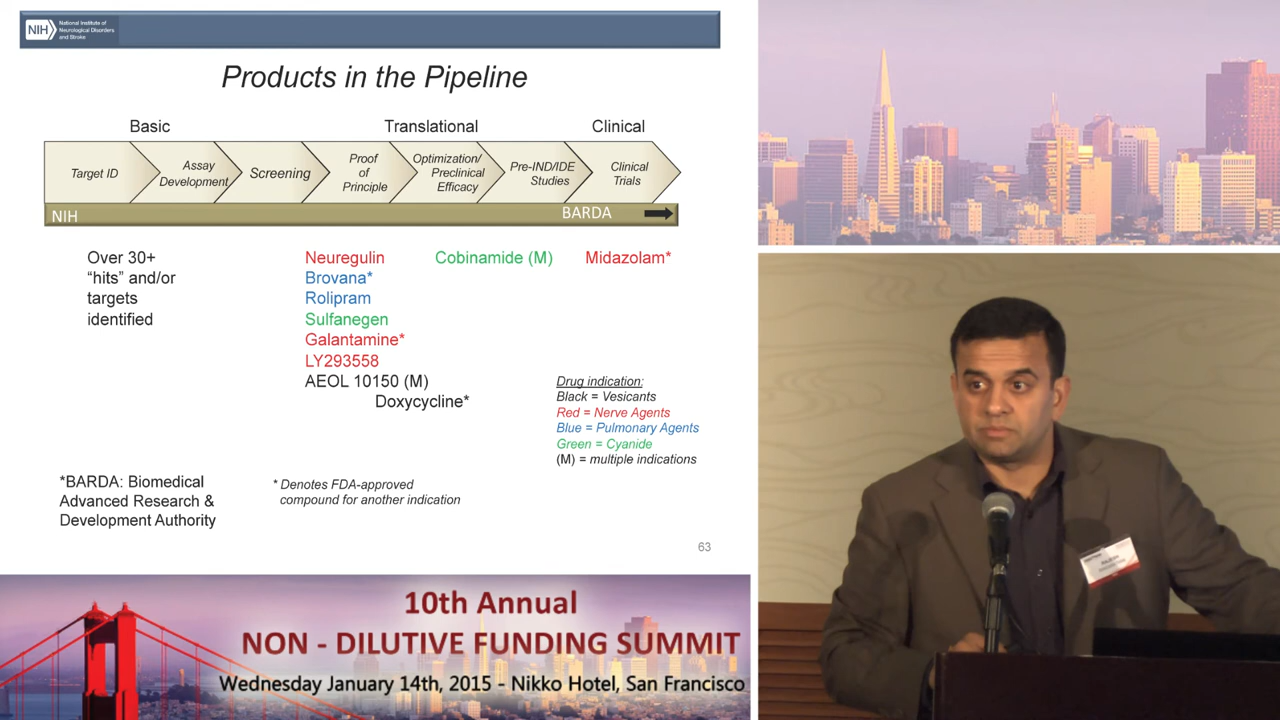 NIH
National Institute of
Neurological Disorders
and Stroke
Products in the Pipeline
Basic
Translational
Clinical
Target ID
Assay
Development
Screening
Proof
of
Principle
Optimization/
Preclinical
Efficacy
Pre-IND/IDE
Studies
Clinical
Trials
NIH
BARDA
Over 30+
“hits” and/or
targets
identified
Neuregulin
Brovana*
Rolipram
Sulfanegen
Galantamine*
LY293558
AEOL 10150 (M)
Doxycycline*
Cobinamide (M)
Midazolam*
Drug indication:
Black = Vesicants
Red = Nerve Agents
Blue = Pulmonary Agents
Green = Cyanide
(M) = multiple indications
*BARDA: Biomedical
Advanced Research &
Development Authority
* Denotes FDA-approved
compound for another indication
63
10th Annual
NON - DILUTIVE FUNDING SUMMIT
Wednesday January 14th, 2015 - Nikko Hotel, San Francisco